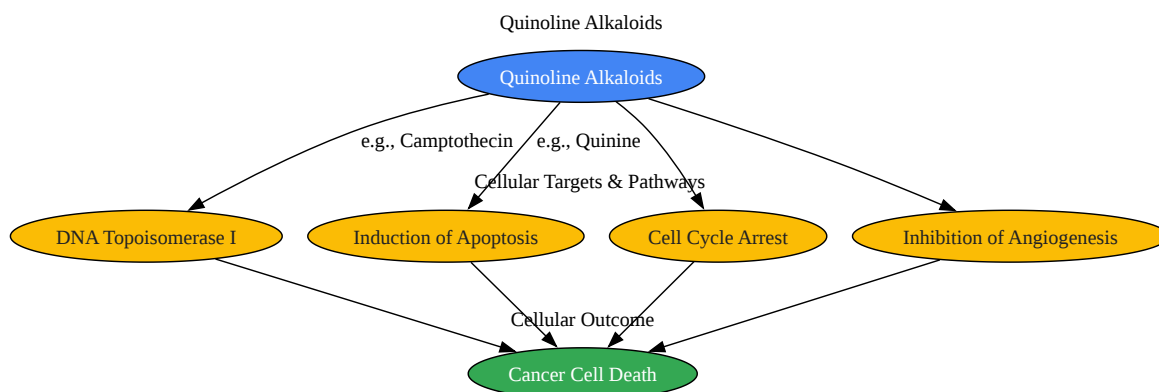 Quinoline Alkaloids
Quinoline Alkaloids
e.g., Camptothecin
e.g., Quinine
Cellular Targets & Pathways
DNA Topoisomerase I
Induction of Apoptosis
Cell Cycle Arrest
Inhibition of Angiogenesis
Cellular Outcome
Cancer Cell Death